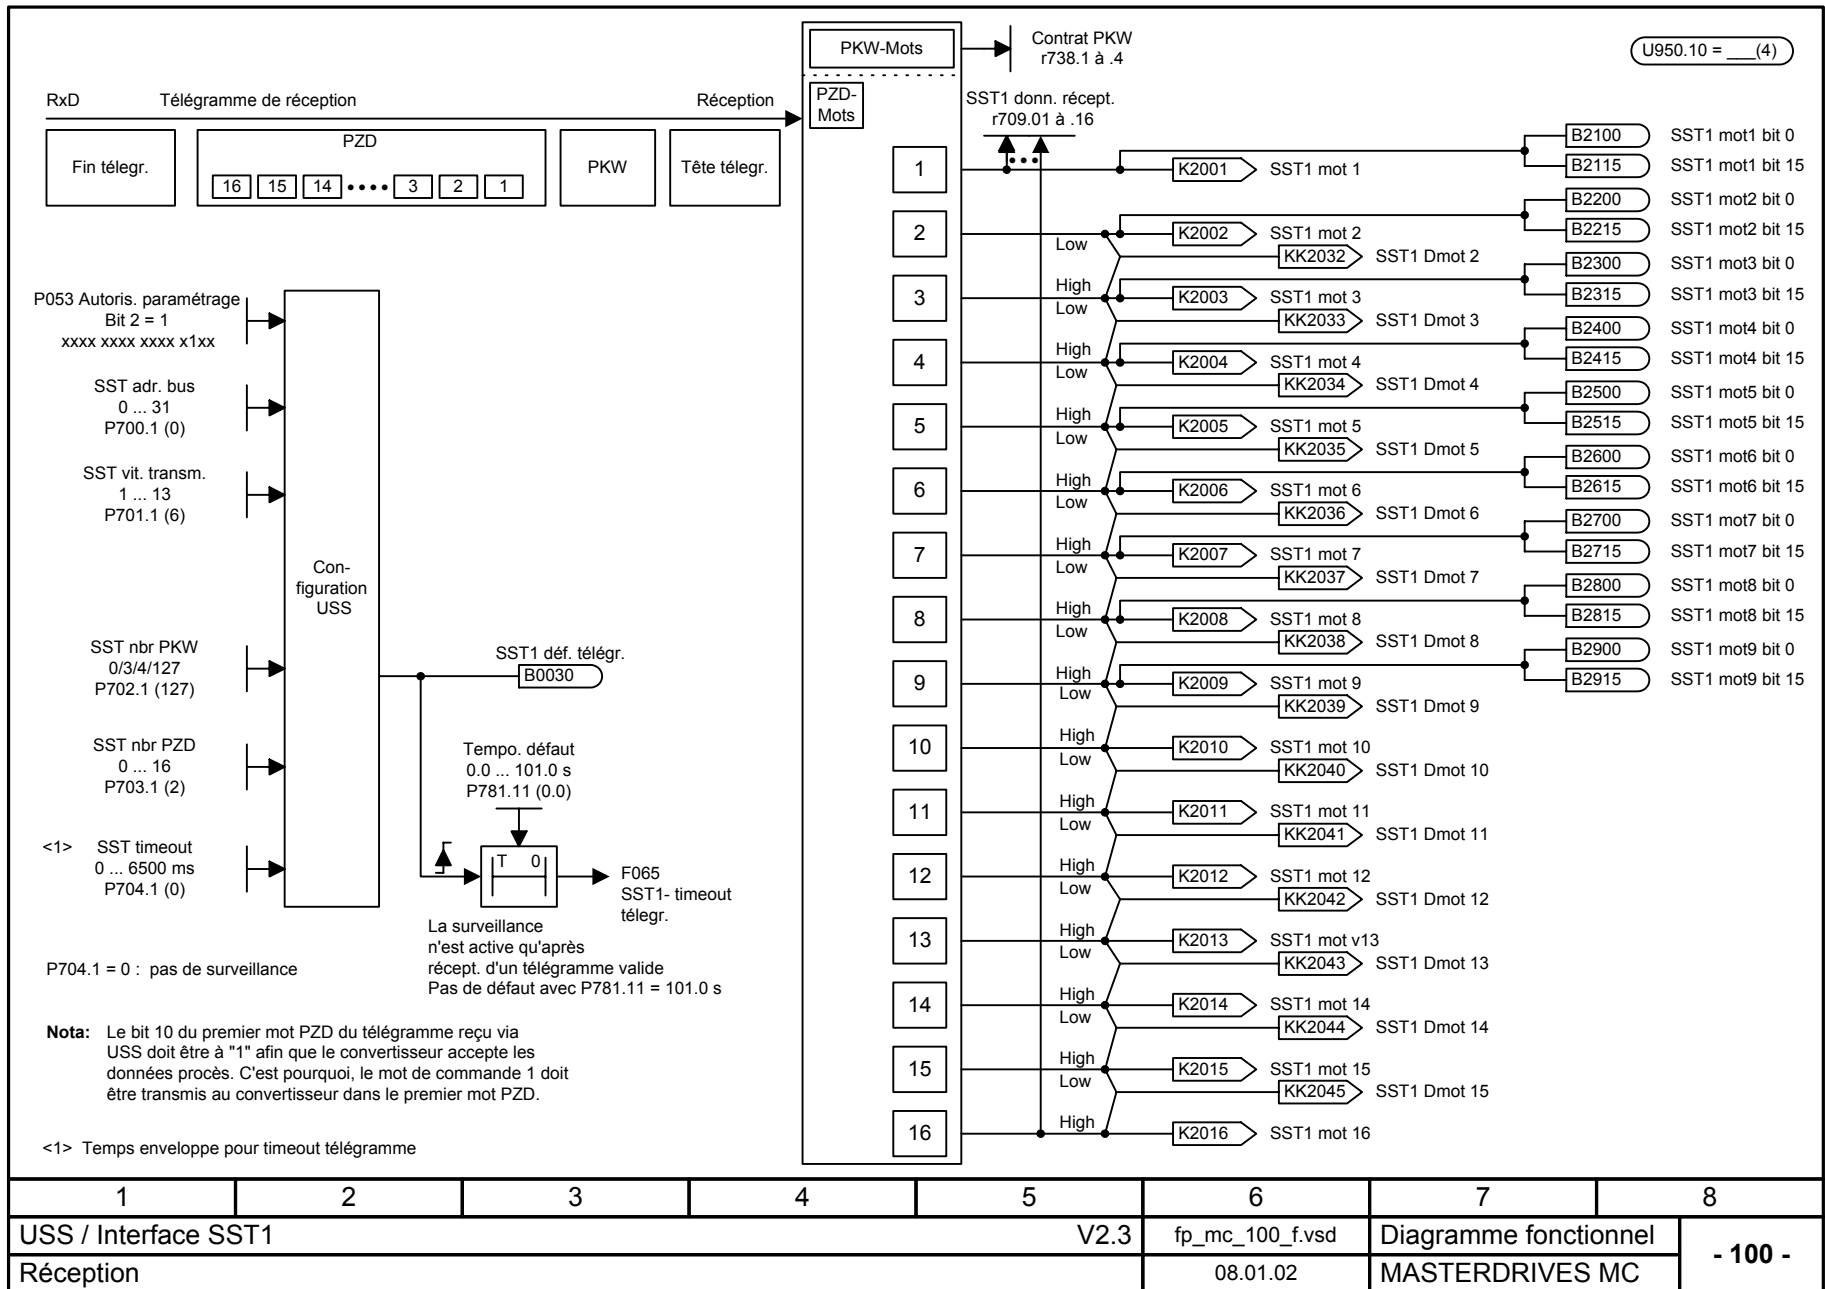 PKW-Mots
Contrat PKW
r738.1 à .4
U950.10 = ___(4)
RxD
Télégramme de réception
Réception
PZD-
Mots
SST1 donn. récept.
r709.01 à .16
Fin télegr.
PZD
16 15 14 3 2 1
PKW
Tête télegr.
P053 Autoris. paramétrage
Bit 2 = 1
xxxx xxxx xxxx x1xx
SST adr. bus
0 ... 31
P700.1 (0)
SST vit. transm.
1 ... 13
P701.1 (6)
SST nbr PKW
0/3/4/127
P702.1 (127)
SST nbr PZD
0 ... 16
P703.1 (2)
<1> SST timeout
0 ... 6500 ms
P704.1 (0)
Con-
figuration
USS
SST1 déf. télégr.
B0030
Tempo. défaut
0.0 ... 101.0 s
P781.11 (0.0)
T 0
F065
SST1- timeout
télegr.
La surveillance
n'est active qu'après
récept. d'un télégramme valide
Pas de défaut avec P781.11 = 101.0 s
P704.1 = 0 : pas de surveillance
Nota: Le bit 10 du premier mot PZD du télégramme reçu via
USS doit être à "1" afin que le convertisseur accepte les
données procès. C'est pourquoi, le mot de commande 1 doit
être transmis au convertisseur dans le premier mot PZD.
<1> Temps enveloppe pour timeout télégramme
1 K2001 SST1 mot 1
B2100 SST1 mot1 bit 0
B2115 SST1 mot1 bit 15
2 Low K2002 SST1 mot 2
KK2032 SST1 Dmot 2
B2200 SST1 mot2 bit 0
B2215 SST1 mot2 bit 15
3 High Low K2003 SST1 mot 3
KK2033 SST1 Dmot 3
B2300 SST1 mot3 bit 0
B2315 SST1 mot3 bit 15
4 High Low K2004 SST1 mot 4
KK2034 SST1 Dmot 4
B2400 SST1 mot4 bit 0
B2415 SST1 mot4 bit 15
5 High Low K2005 SST1 mot 5
KK2035 SST1 Dmot 5
B2500 SST1 mot5 bit 0
B2515 SST1 mot5 bit 15
6 High Low K2006 SST1 mot 6
KK2036 SST1 Dmot 6
B2600 SST1 mot6 bit 0
B2615 SST1 mot6 bit 15
7 High Low K2007 SST1 mot 7
KK2037 SST1 Dmot 7
B2700 SST1 mot7 bit 0
B2715 SST1 mot7 bit 15
8 High Low K2008 SST1 mot 8
KK2038 SST1 Dmot 8
B2800 SST1 mot8 bit 0
B2815 SST1 mot8 bit 15
9 High Low K2009 SST1 mot 9
KK2039 SST1 Dmot 9
B2900 SST1 mot9 bit 0
B2915 SST1 mot9 bit 15
10 High Low K2010 SST1 mot 10
KK2040 SST1 Dmot 10
11 High Low K2011 SST1 mot 11
KK2041 SST1 Dmot 11
12 High Low K2012 SST1 mot 12
KK2042 SST1 Dmot 12
13 High Low K2013 SST1 mot v13
KK2043 SST1 Dmot 13
14 High Low K2014 SST1 mot 14
KK2044 SST1 Dmot 14
15 High Low K2015 SST1 mot 15
KK2045 SST1 Dmot 15
16 High K2016 SST1 mot 16
1 2 3 4 5 6 7 8
USS / Interface SST1 V2.3 fp_mc_100_f.vsd Diagramme fonctionnel - 100 -
Réception 08.01.02 MASTERDRIVES MC